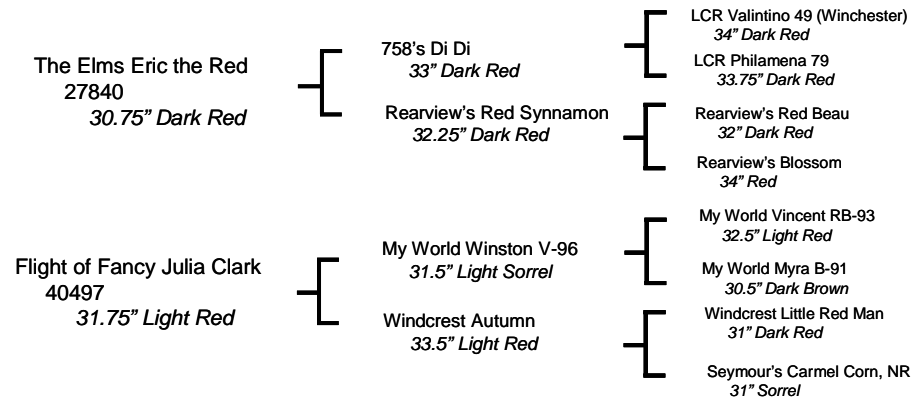 The Elms Eric the Red
27840
30.75” Dark Red
758’s Di Di
33” Dark Red
Rearview’s Red Synnamon
32.25” Dark Red
LCR Valintino 49 (Winchester)
34” Dark Red
LCR Philamena 79
33.75” Dark Red
Rearview’s Red Beau
32” Dark Red
Rearview’s Blossom
34” Red
Flight of Fancy Julia Clark
40497
31.75” Light Red
My World Winston V-96
31.5” Light Sorrel
Windcrest Autumn
33.5” Light Red
My World Vincent RB-93
32.5” Light Red
My World Myra B-91
30.5” Dark Brown
Windcrest Little Red Man
31” Dark Red
Seymour’s Carmel Corn, NR
31” Sorrel